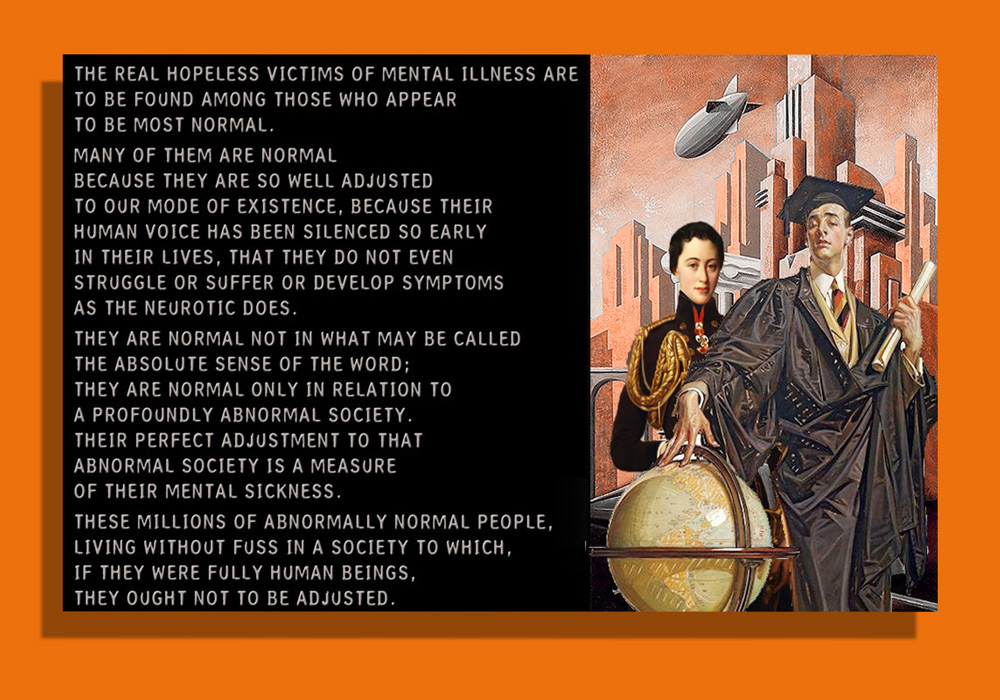 THE REAL HOPELESS VICTIMS OF MENTAL ILLNESS ARE
TO BE FOUND AMONG THOSE WHO APPEAR
TO BE MOST NORMAL.
MANY OF THEM ARE NORMAL
BECAUSE THEY ARE SO WELL ADJUSTED
TO OUR MODE OF EXISTENCE, BECAUSE THEIR
HUMAN VOICE HAS BEEN SILENCED SO EARLY
IN THEIR LIVES, THAT THEY DO NOT EVEN
STRUGGLE OR SUFFER OR DEVELOP SYMPTOMS
AS THE NEUROTIC DOES.
THEY ARE NORMAL NOT IN WHAT MAY BE CALLED
THE ABSOLUTE SENSE OF THE WORD;
THEY ARE NORMAL ONLY IN RELATION TO
A PROFOUNDLY ABNORMAL SOCIETY.
THEIR PERFECT ADJUSTMENT TO THAT
ABNORMAL SOCIETY IS A MEASURE
OF THEIR MENTAL SICKNESS.
THESE MILLIONS OF ABNORMALLY NORMAL PEOPLE,
LIVING WITHOUT FUSS IN A SOCIETY TO WHICH,
IF THEY WERE FULLY HUMAN BEINGS,
THEY OUGHT NOT TO BE ADJUSTED.